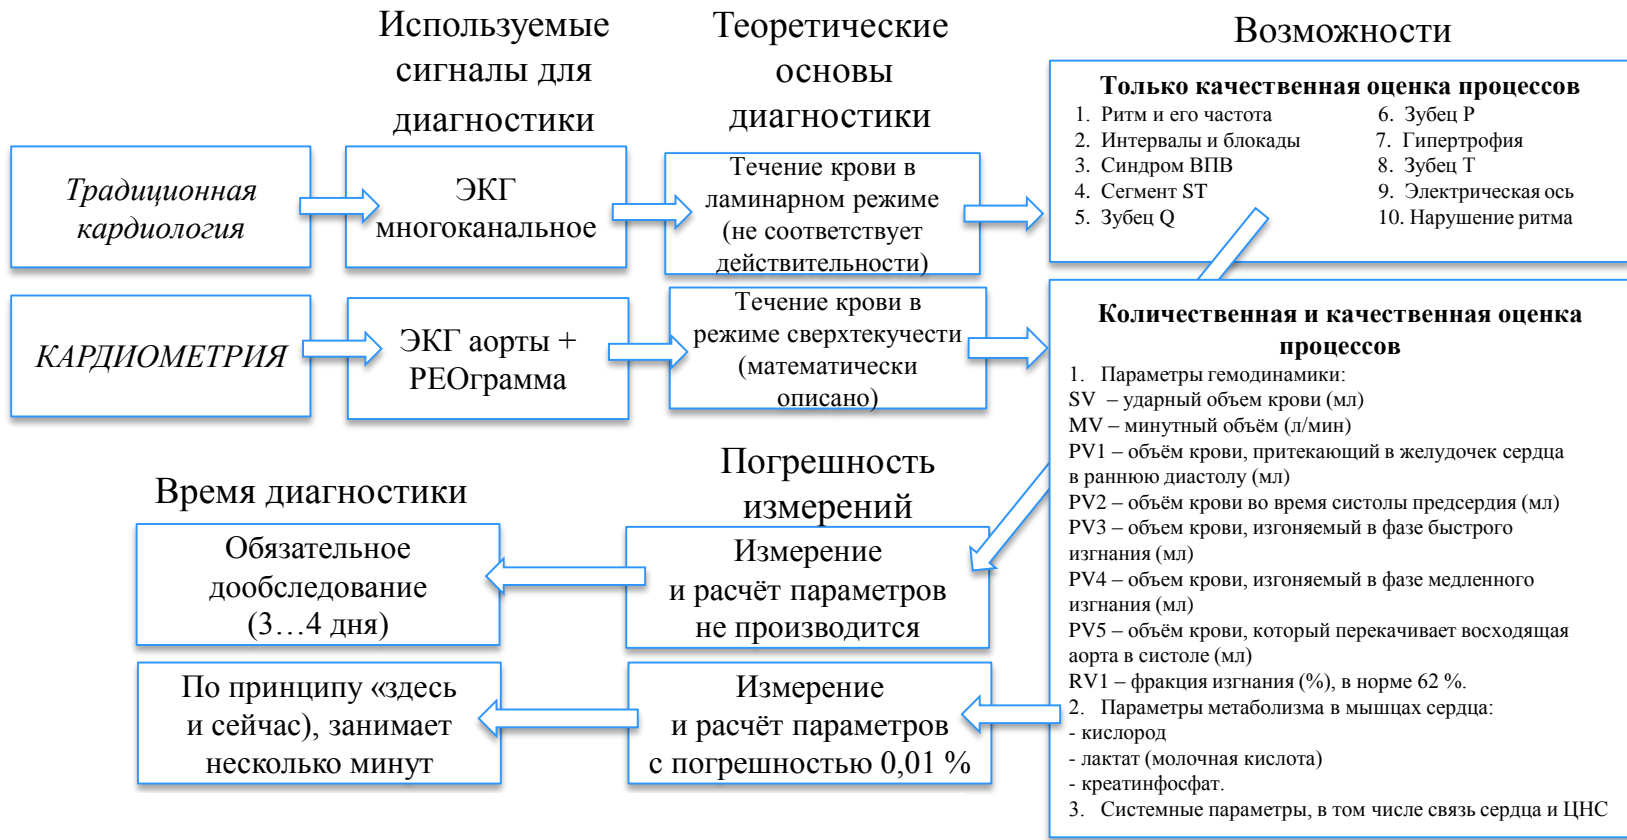 Используемые
сигналы для
диагностики
Теоретические
основы
диагностики
Возможности
Традиционная
кардиология
ЭКГ
многоканальное
Течение крови в
ламинарном режиме
(не соответствует
действительности)
Только качественная оценка процессов
1. Ритм и его частота
2. Интервалы и блокады
3. Синдром ВПВ
4. Сегмент ST
5. Зубец Q
6. Зубец P
7. Гипертрофия
8. Зубец T
9. Электрическая ось
10. Нарушение ритма
КАРДИОМЕТРИЯ
ЭКГ аорты +
РЕОграмма
Течение крови в
режиме сверхтекучести
(математически
описано)
Количественная и качественная оценка
процессов
1. Параметры гемодинамики:
SV – ударный объем крови (мл)
MV – минутный объём (л/мин)
PV1 – объём крови, притекающий в желудочек сердца
в раннюю диастолу (мл)
PV2 – объём крови во время систолы предсердия (мл)
PV3 – объем крови, изгоняемый в фазе быстрого
изгнания (мл)
PV4 – объем крови, изгоняемый в фазе медленного
изгнания (мл)
PV5 – объём крови, который перекачивает восходящая
аорта в систоле (мл)
RV1 – фракция изгнания (%), в норме 62 %.
2. Параметры метаболизма в мышцах сердца:
- кислород
- лактат (молочная кислота)
- креатинфосфат.
3. Системные параметры, в том числе связь сердца и ЦНС
Погрешность
измерений
Время диагностики
Измерение
и расчёт параметров
не производится
Обязательное
дообследование
(3…4 дня)
Измерение
и расчёт параметров
с погрешностью 0,01 %
По принципу «здесь
и сейчас), занимает
несколько минут